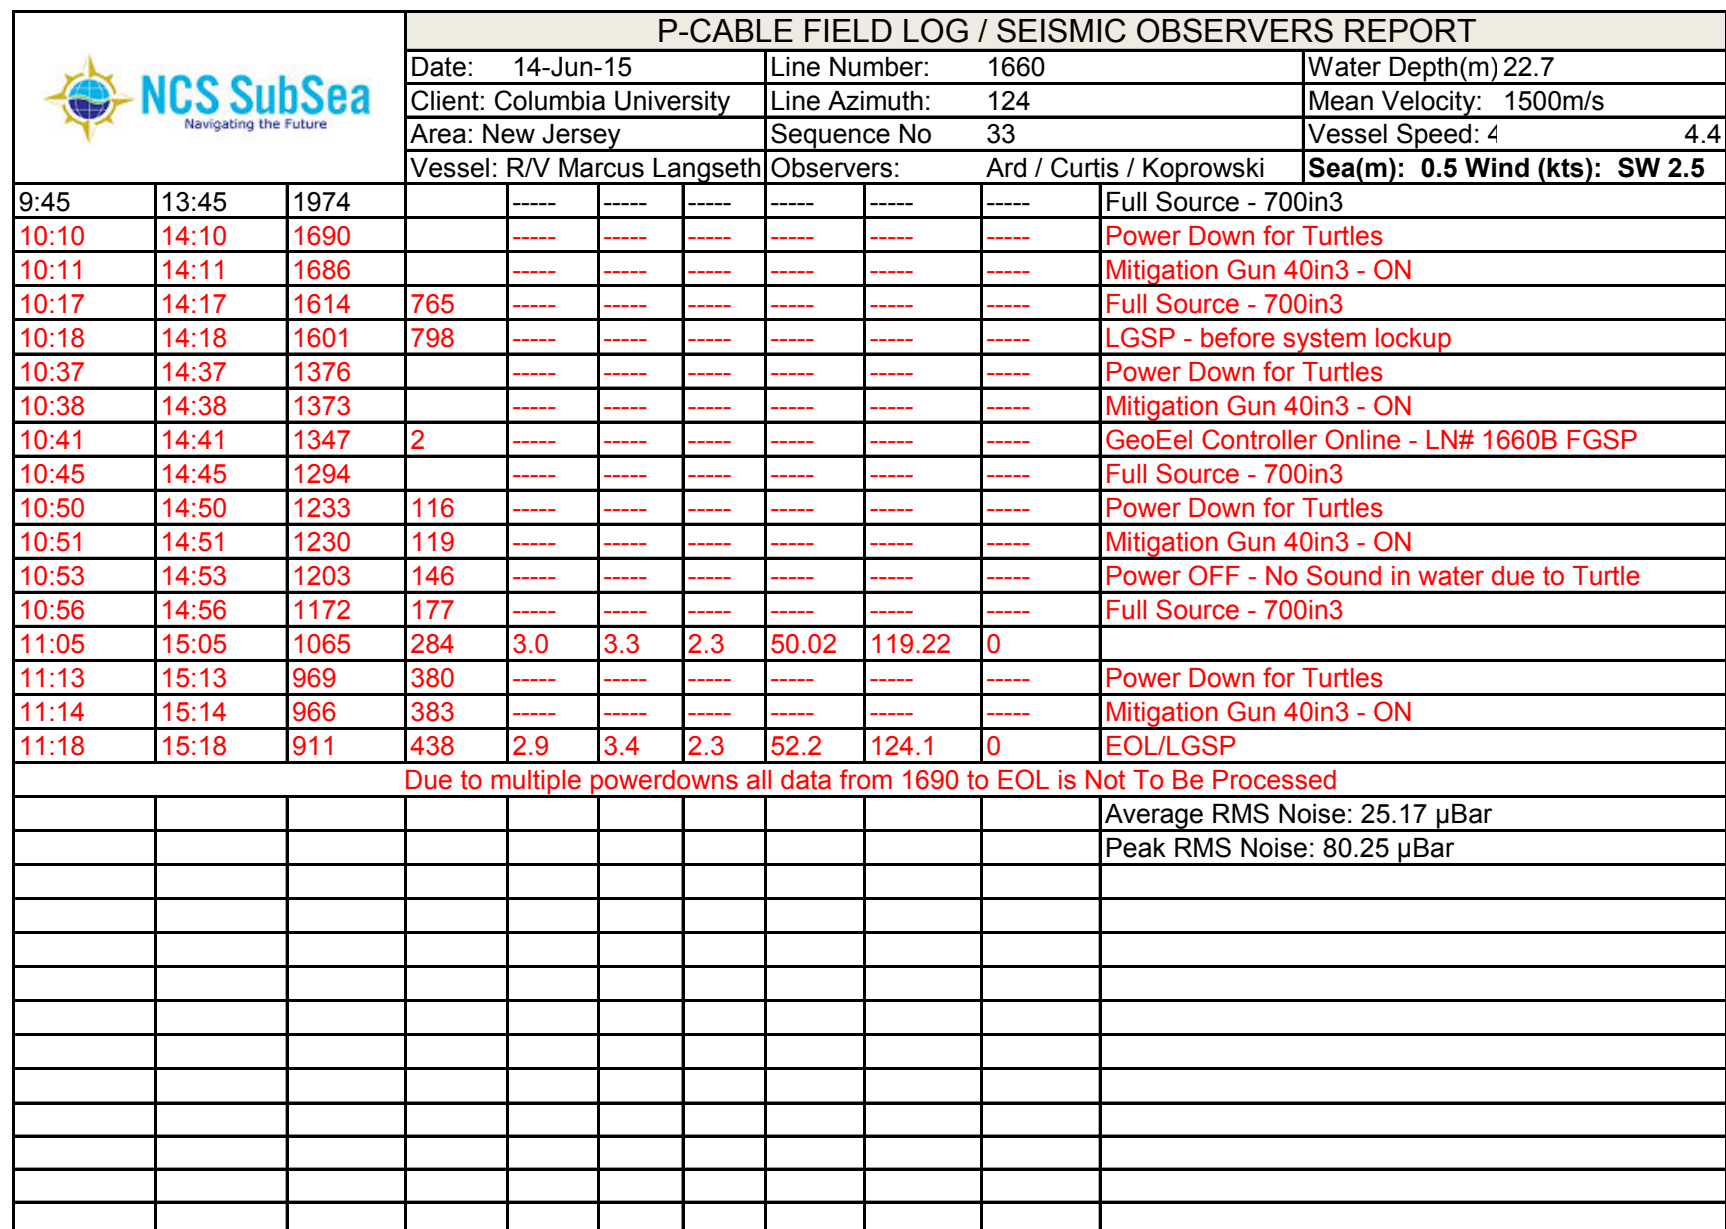 P-CABLE FIELD LOG / SEISMIC OBSERVERS REPORT
NCS SubSea
Navigating the Future
Date: 14-Jun-15 Line Number: 1660 Water Depth(m) 22.7
Client: Columbia University Line Azimuth: 124 Mean Velocity: 1500m/s
Area: New Jersey Sequence No 33 Vessel Speed: 4.4
Vessel: R/V Marcus Langseth Observers: Ard / Curtis / Koprowski Sea(m): 0.5 Wind (kts): SW 2.5
9:45 13:45 1974 ----- ----- ----- ----- ----- ----- Full Source - 700in3
10:10 14:10 1690 ----- ----- ----- ----- ----- ----- Power Down for Turtles
10:11 14:11 1686 ----- ----- ----- ----- ----- ----- Mitigation Gun 40in3 - ON
10:17 14:17 1614 765 ----- ----- ----- ----- ----- ----- Full Source - 700in3
10:18 14:18 1601 798 ----- ----- ----- ----- ----- ----- LGSP - before system lockup
10:37 14:37 1376 ----- ----- ----- ----- ----- ----- Power Down for Turtles
10:38 14:38 1373 ----- ----- ----- ----- ----- ----- Mitigation Gun 40in3 - ON
10:41 14:41 1347 2 ----- ----- ----- ----- ----- ----- GeoEel Controller Online - LN# 1660B FGSP
10:45 14:45 1294 ----- ----- ----- ----- ----- ----- Full Source - 700in3
10:50 14:50 1233 116 ----- ----- ----- ----- ----- ----- Power Down for Turtles
10:51 14:51 1230 119 ----- ----- ----- ----- ----- ----- Mitigation Gun 40in3 - ON
10:53 14:53 1203 146 ----- ----- ----- ----- ----- ----- Power OFF - No Sound in water due to Turtle
10:56 14:56 1172 177 ----- ----- ----- ----- ----- ----- Full Source - 700in3
11:05 15:05 1065 284 3.0 3.3 2.3 50.02 119.22 0
11:13 15:13 969 380 ----- ----- ----- ----- ----- ----- Power Down for Turtles
11:14 15:14 966 383 ----- ----- ----- ----- ----- ----- Mitigation Gun 40in3 - ON
11:18 15:18 911 438 2.9 3.4 2.3 52.2 124.1 0 EOL/LGSP
Due to multiple powerdowns all data from 1690 to EOL is Not To Be Processed
Average RMS Noise: 25.17 µBar
Peak RMS Noise: 80.25 µBar